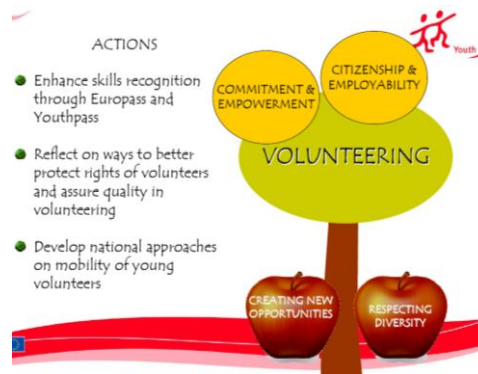 ACTIONS
Enhance skills recognition
through Europass and
Youthpass
Reflect on ways to better
protect rights of volunteers
and assure quality in
volunteering
Develop national approaches
on mobility of young
volunteers
Youth
COMMITMENT &
EMPOWERMENT
CITIZENSHIP &
EMPLOYABILITY
VOLUNTEERING
CREATING NEW
OPPORTUNITIES
RESPECTING
DIVERSITY